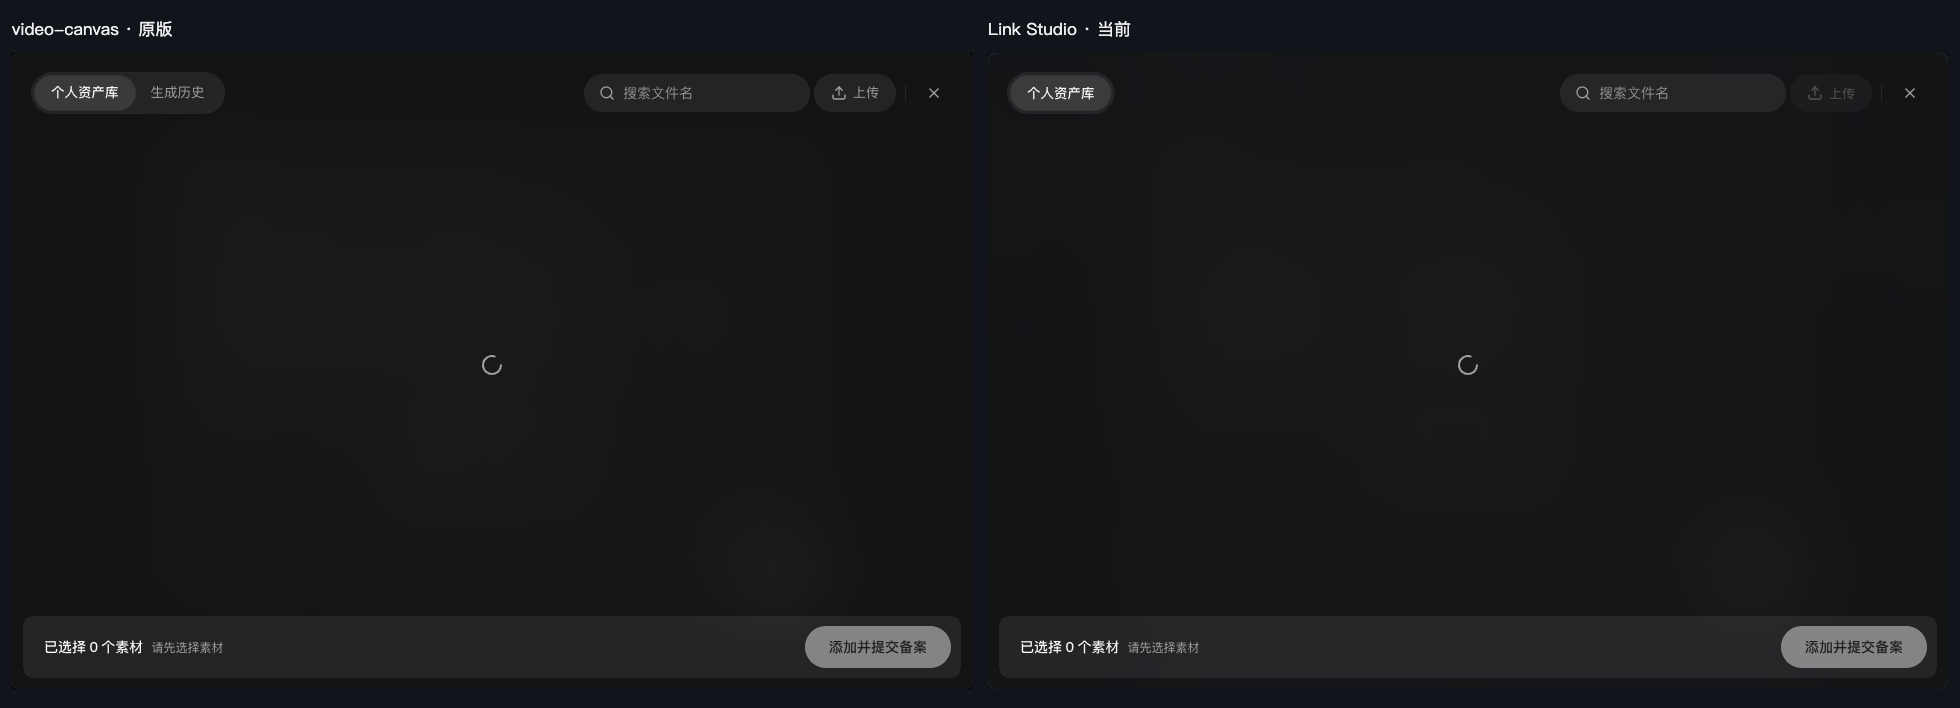 video-canvas · 原版
个人资产库 生成历史 搜索文件名 上传
已选择 0 个素材 请先选择素材 添加并提交备案
Link Studio · 当前
个人资产库 搜索文件名 上传
已选择 0 个素材 请先选择素材 添加并提交备案